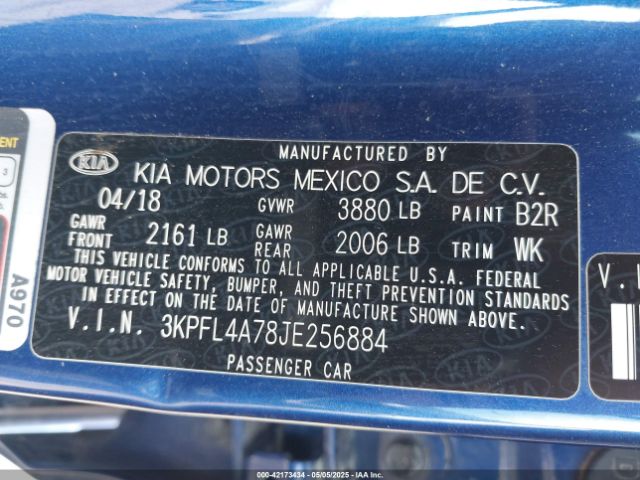 MANUFACTURED BY
KIA KIA MOTORS MEXICO S.A. DE C.V.
04/18 GVWR 3880 LB PAINT B2R
GAWR FRONT 2161 LB GAWR REAR 2006 LB TRIM WK
THIS VEHICLE CONFORMS TO ALL APPLICABLE U.S.A. FEDERAL
MOTOR VEHICLE SAFETY, BUMPER, AND THEFT PREVENTION STANDARDS
IN EFFECT ON THE DATE OF MANUFACTURE SHOWN ABOVE.
V.I.N. 3KPFL4A78JE256884
PASSENGER CAR
A970
3
00-42173434 | 05/05/2025 - IAA Inc.